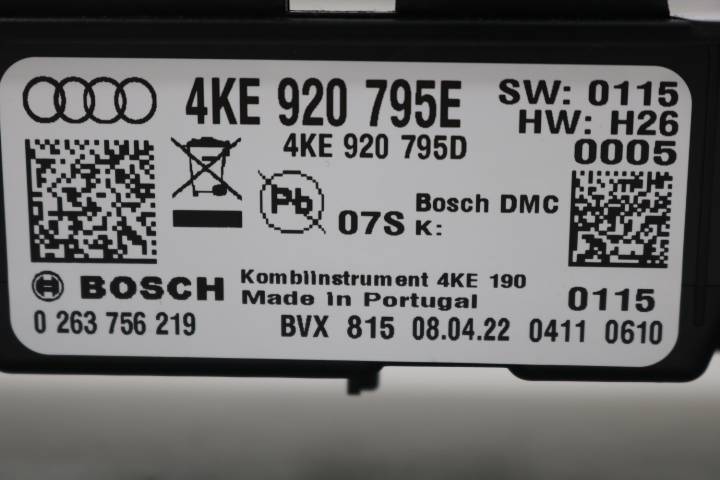 4KE 920 795E
SW: 0115
HW: H26
4KE 920 795D
0005
Pb
07S
Bosch DMC
K:
BOSCH
Kombiinstrument 4KE 190
Made in Portugal
0115
0 263 756 219
BVX 815 08.04.22 0411 0610